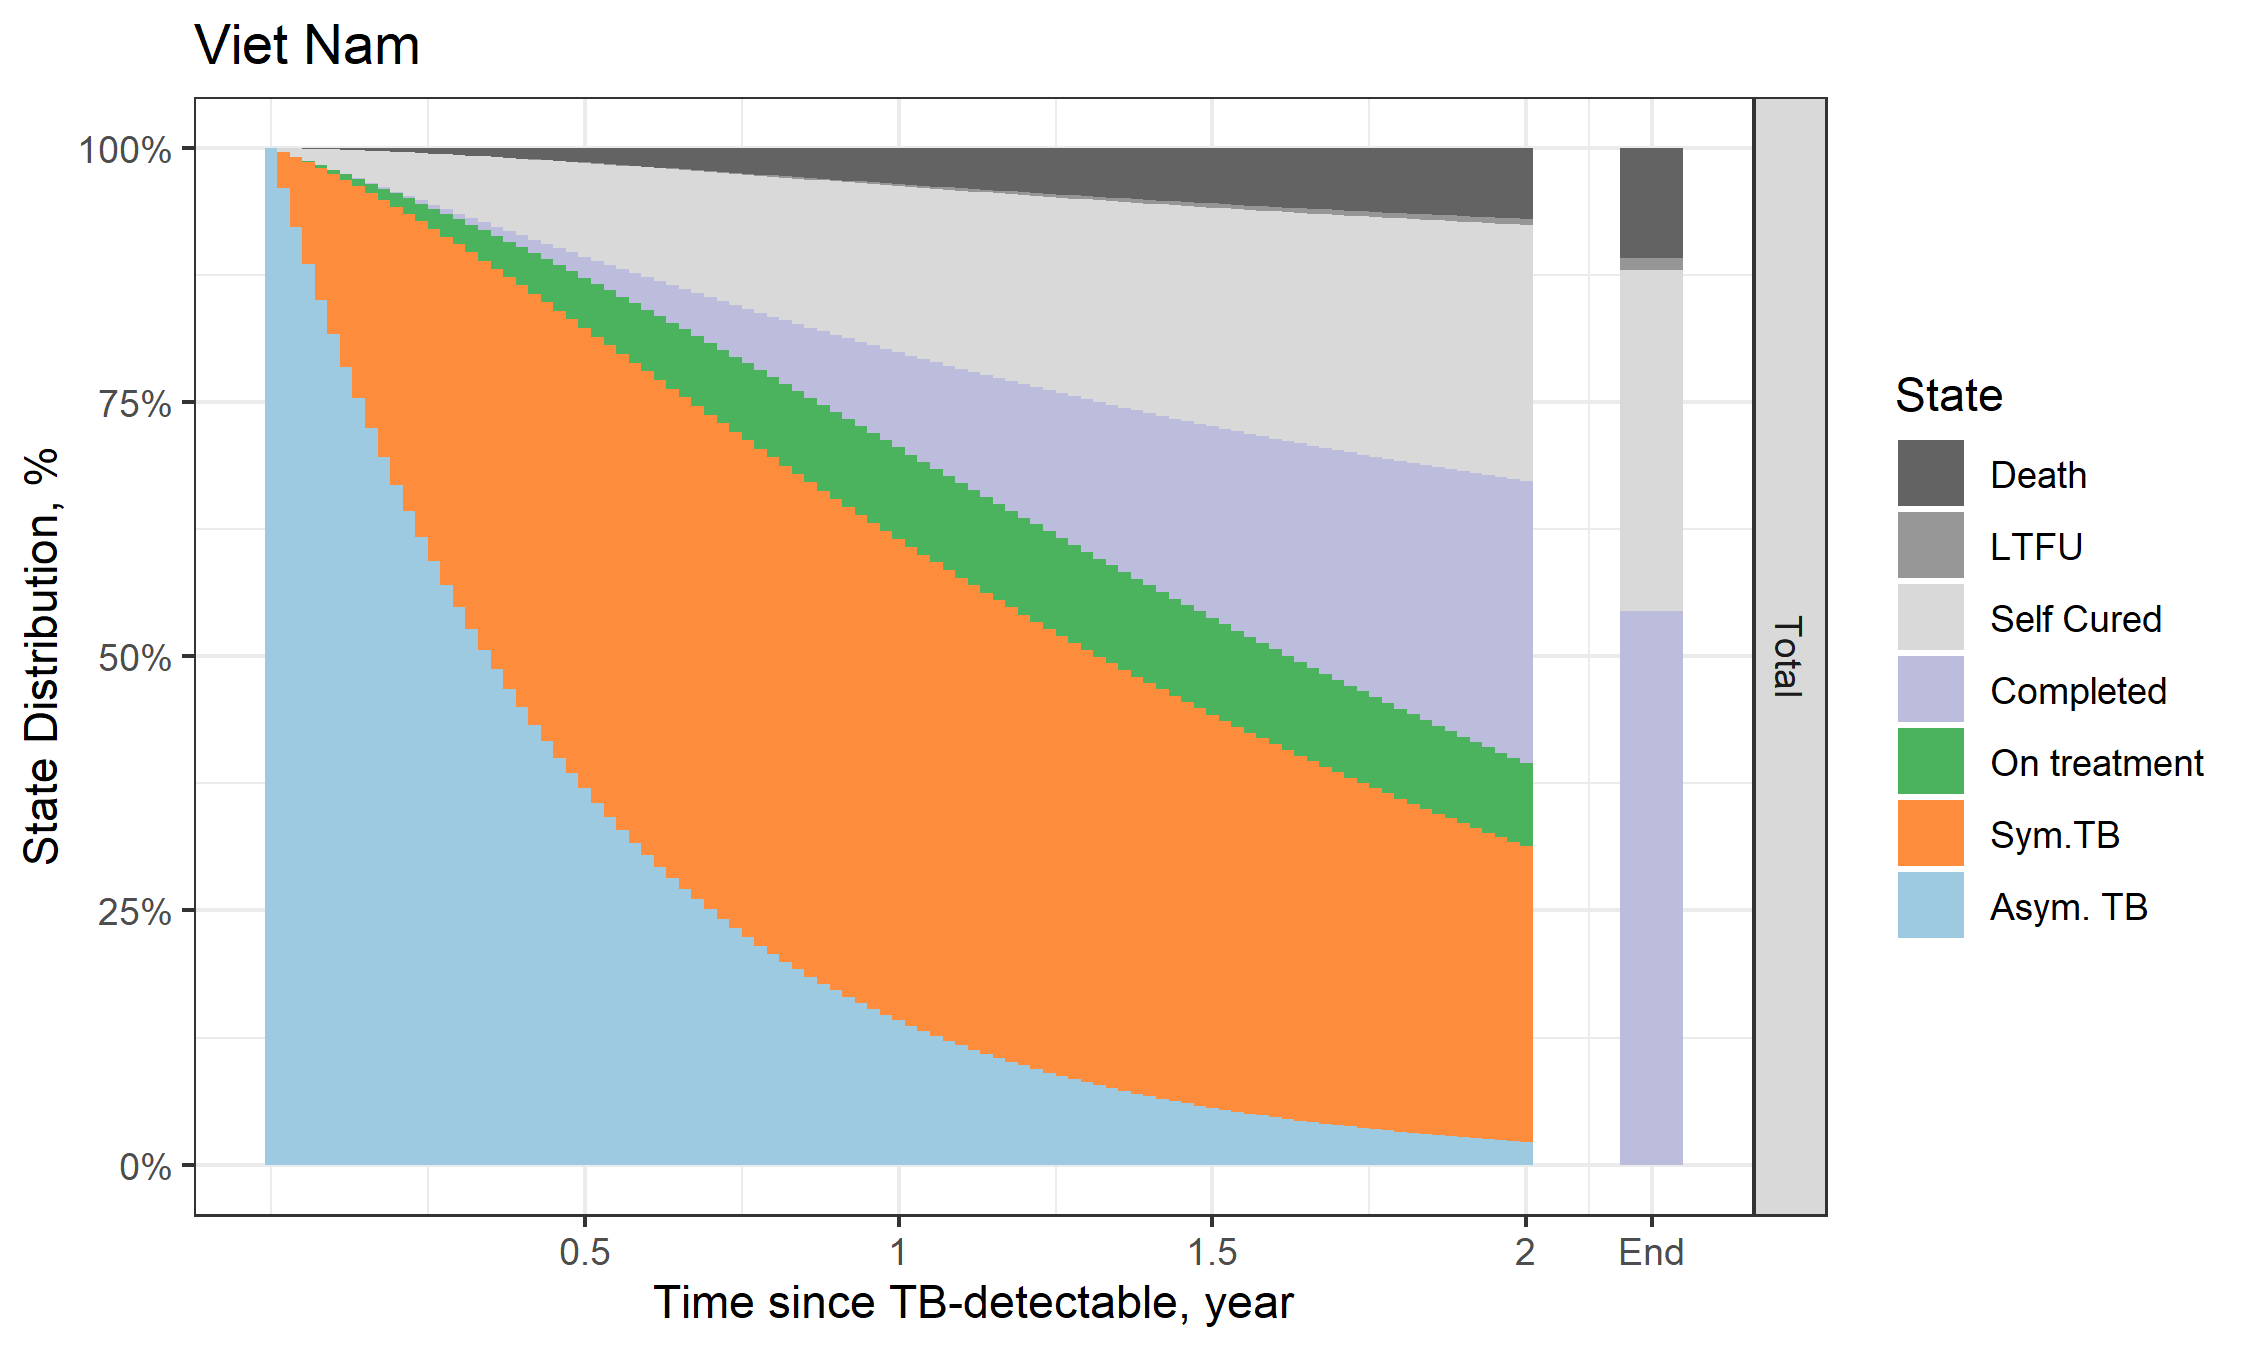 Viet Nam
State Distribution, %
100%
75%
50%
25%
0%
0.5
1
1.5
2
End
Time since TB-detectable, year
Total
State
Death
LTFU
Self Cured
Completed
On treatment
Sym.TB
Asym. TB